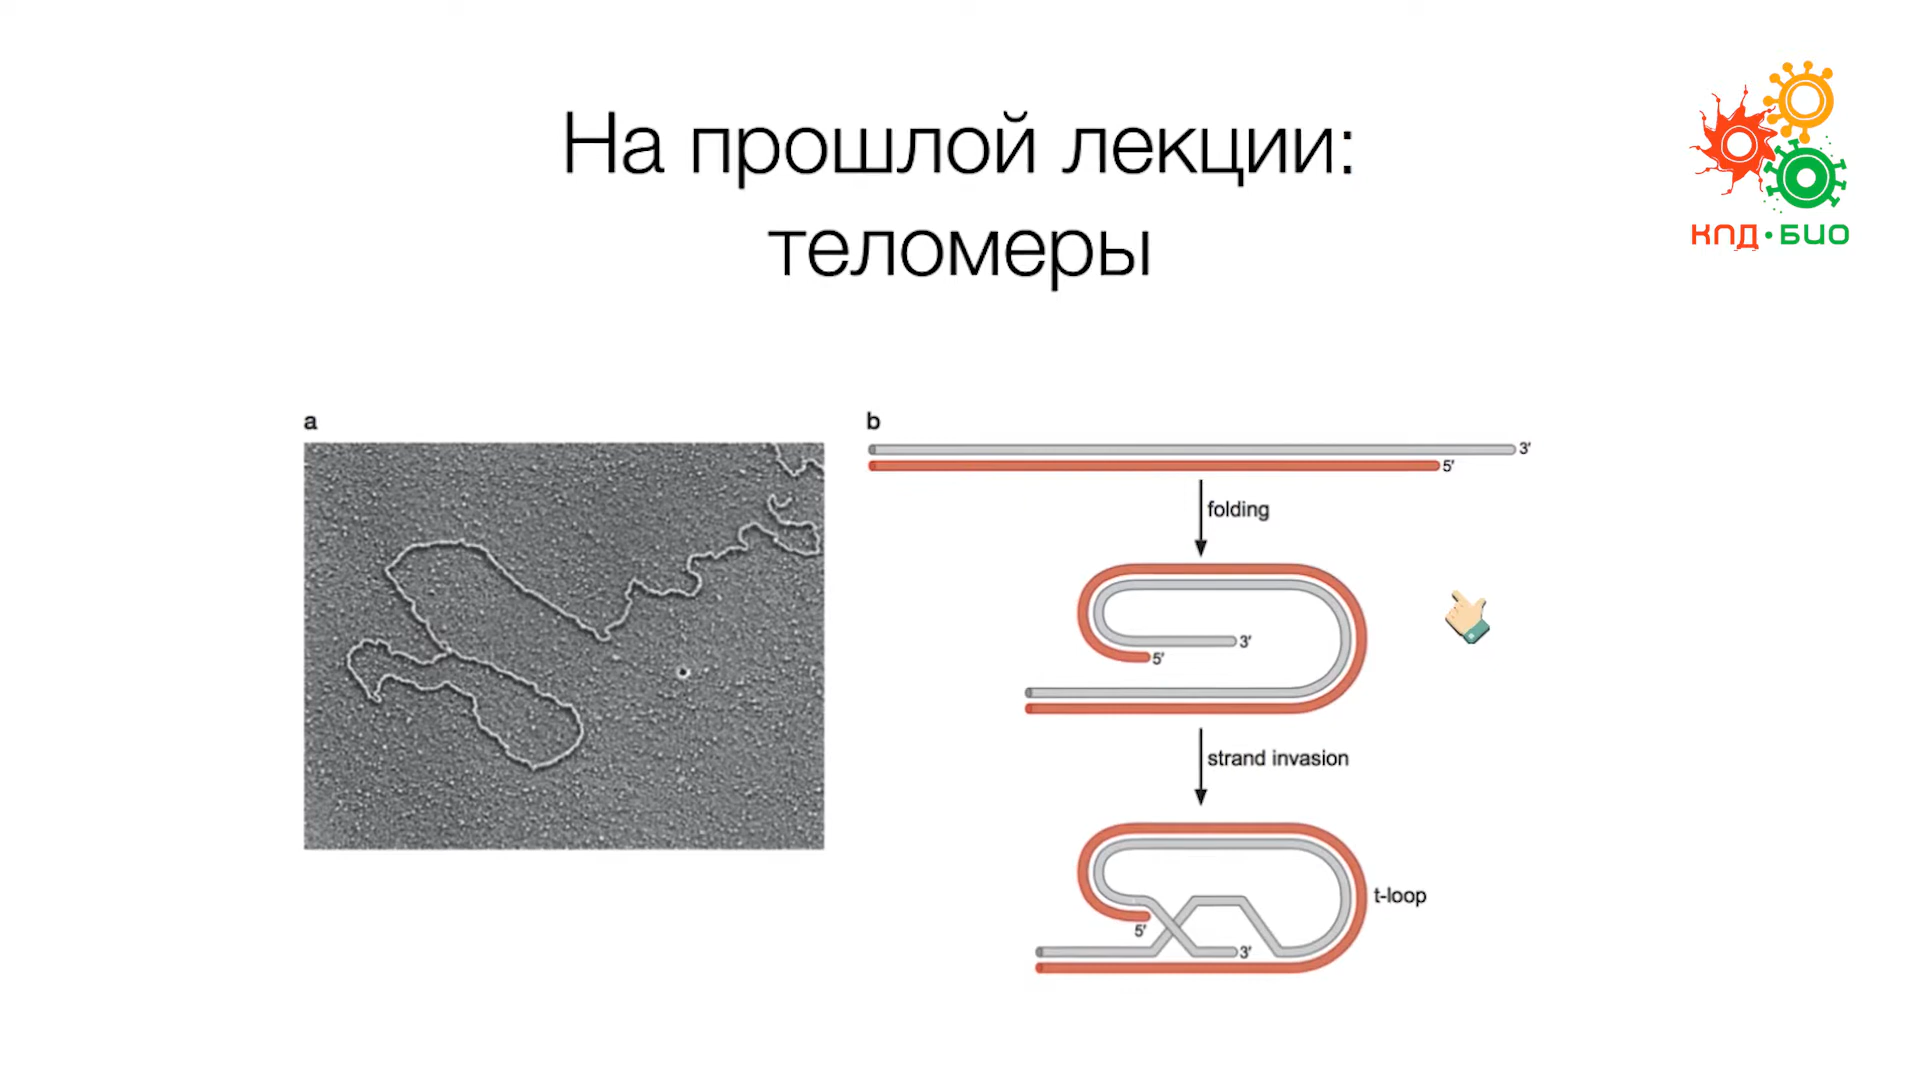 На прошлой лекции:
теломеры
КПД•БИО
a
b
3'
5'
folding
3'
5'
strand invasion
t-loop
5'
3'